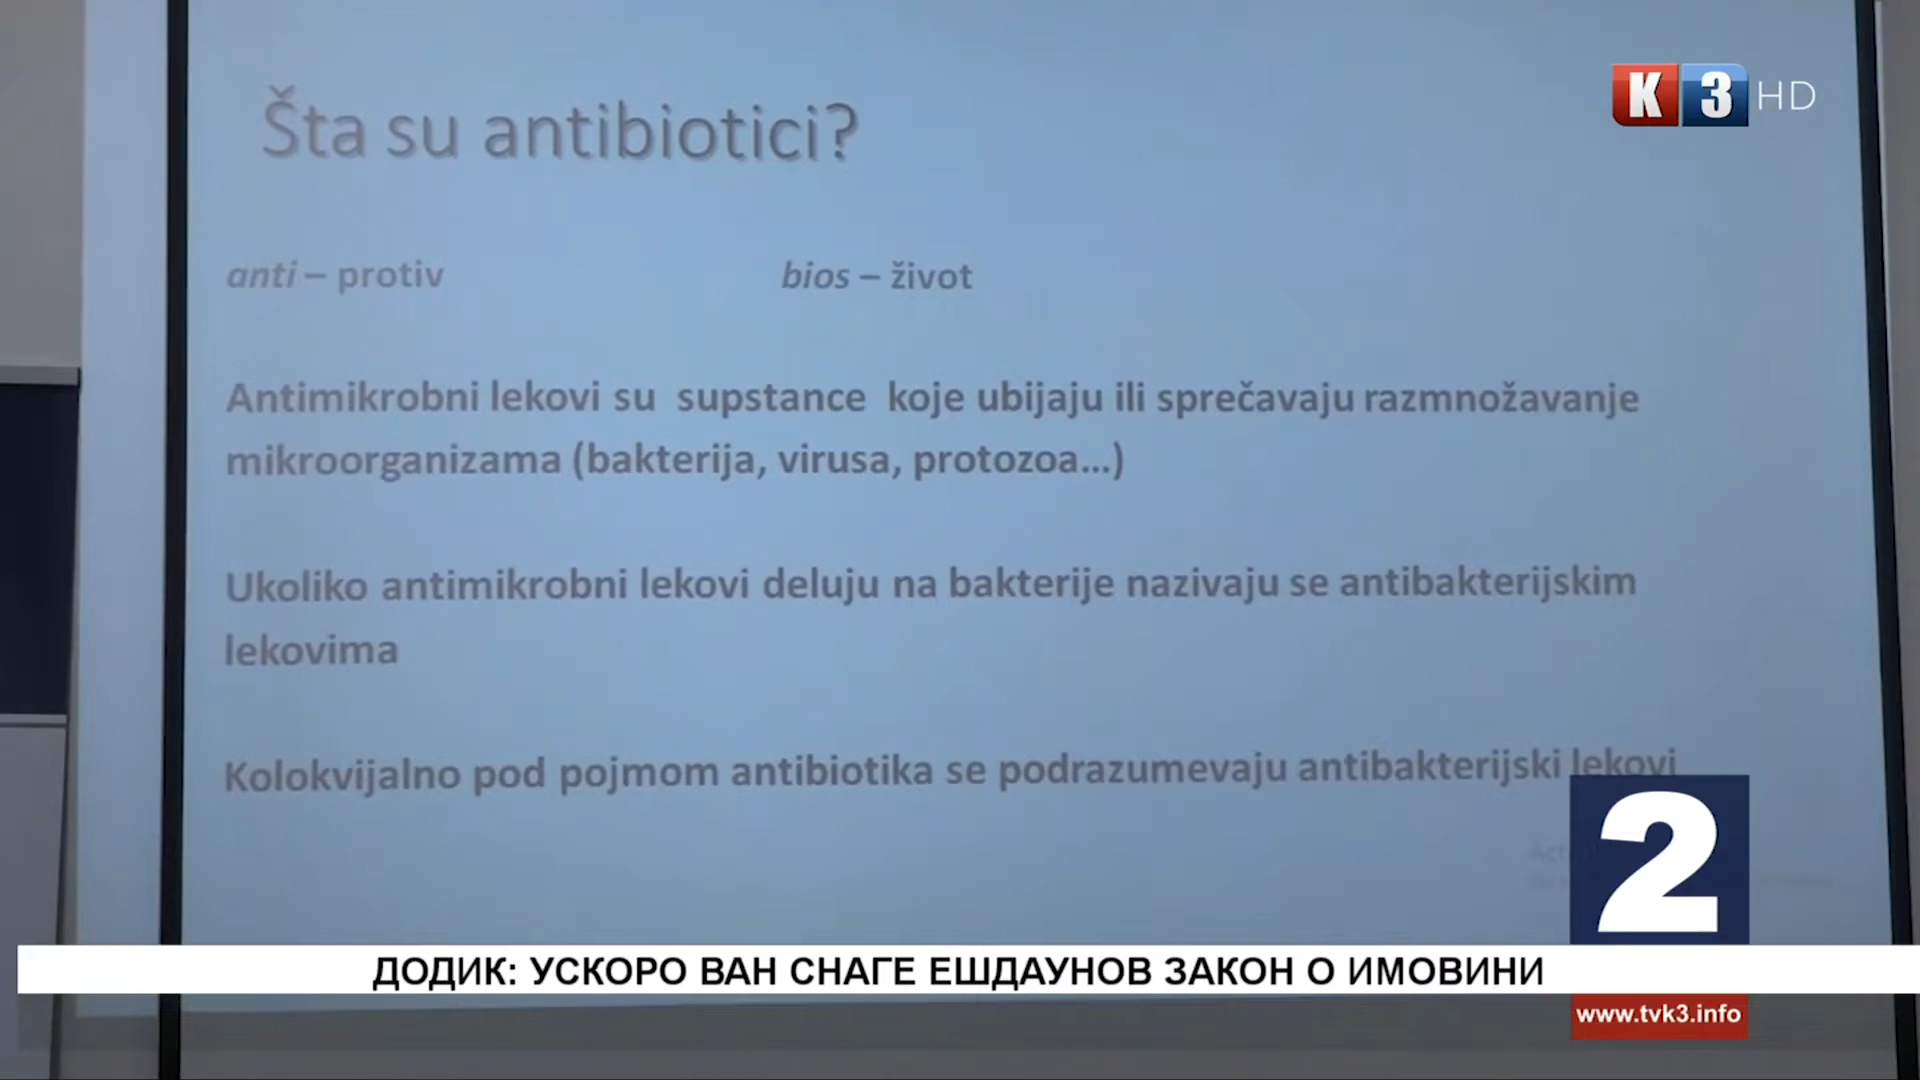 Šta su antibiotici?
K3 HD
anti – protiv bios – život
Antimikrobni lekovi su supstance koje ubijaju ili sprečavaju razmnožavanje
mikroorganizama (bakterija, virusa, protozoa...)
Ukoliko antimikrobni lekovi deluju na bakterije nazivaju se antibakterijskim
lekovima
Kolokvijalno pod pojmom antibiotika se podrazumevaju antibakterijski lekovi
2
ДОДИК: УСКОРО ВАН СНАГЕ ЕШДАУНОВ ЗАКОН О ИМОВИНИ
www.tvk3.info